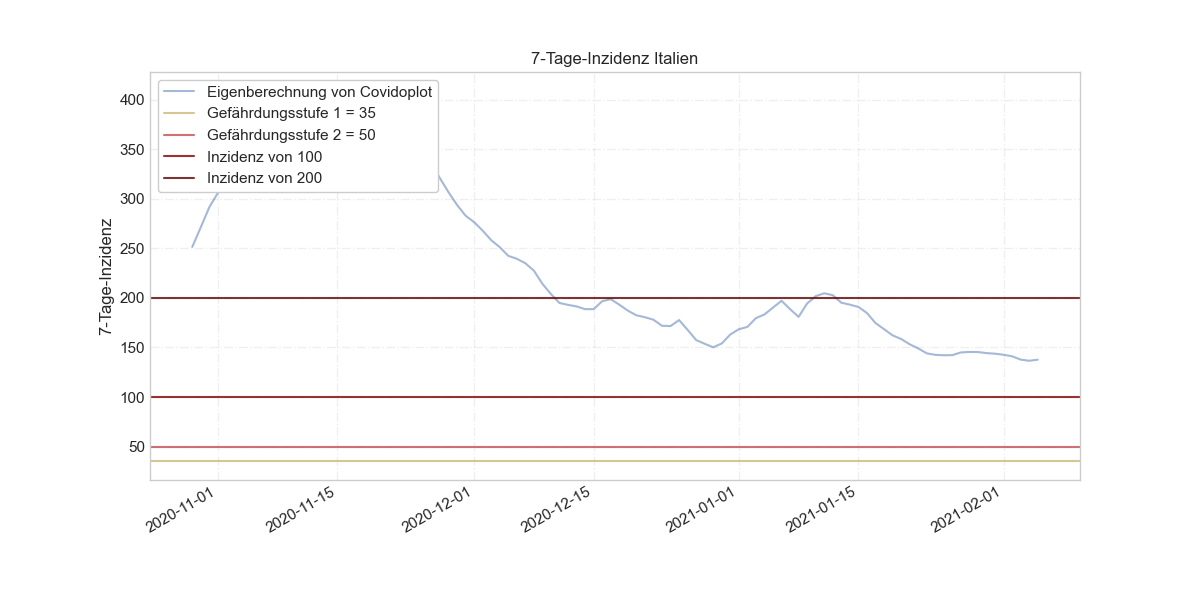 7-Tage-Inzidenz Italien
Eigenberechnung von Covidoplot
Gefährdungsstufe 1 = 35
Gefährdungsstufe 2 = 50
Inzidenz von 100
Inzidenz von 200
7-Tage-Inzidenz
400
350
300
250
200
150
100
50
2020-11-01
2020-11-15
2020-12-01
2020-12-15
2021-01-01
2021-01-15
2021-02-01